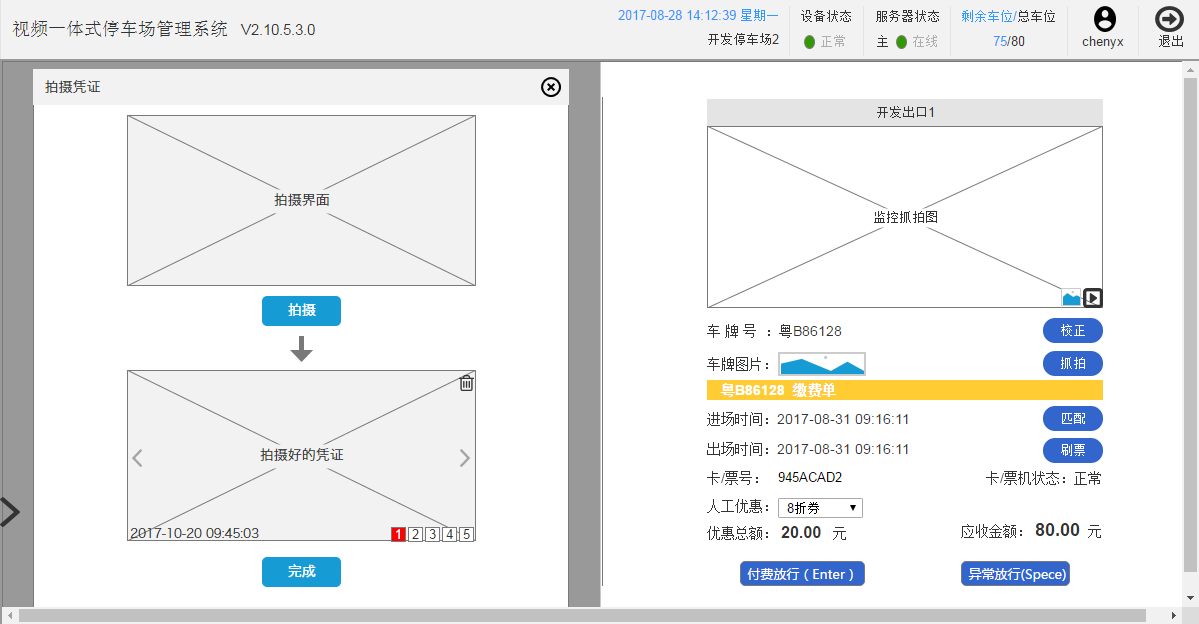 视频一体式停车场管理系统 V2.10.5.3.0
2017-08-28 14:12:39 星期一
开发停车场2
设备状态
正常
服务器状态
主 在线
剩余车位/总车位
75/80
chenyx
退出
拍摄凭证
拍摄界面
拍摄
拍摄好的凭证
2017-10-20 09:45:03
1 2 3 4 5
完成
开发出口1
监控抓拍图
车 牌 号 ：粤B86128
校正
车牌图片：
抓拍
粤B86128 缴费单
进场时间：2017-08-31 09:16:11
匹配
出场时间：2017-08-31 09:16:11
刷票
卡/票号： 945ACAD2
卡/票机状态：正常
人工优惠： 8折券
优惠总额： 20.00 元
应收金额： 80.00 元
付费放行（Enter）
异常放行(Spece)